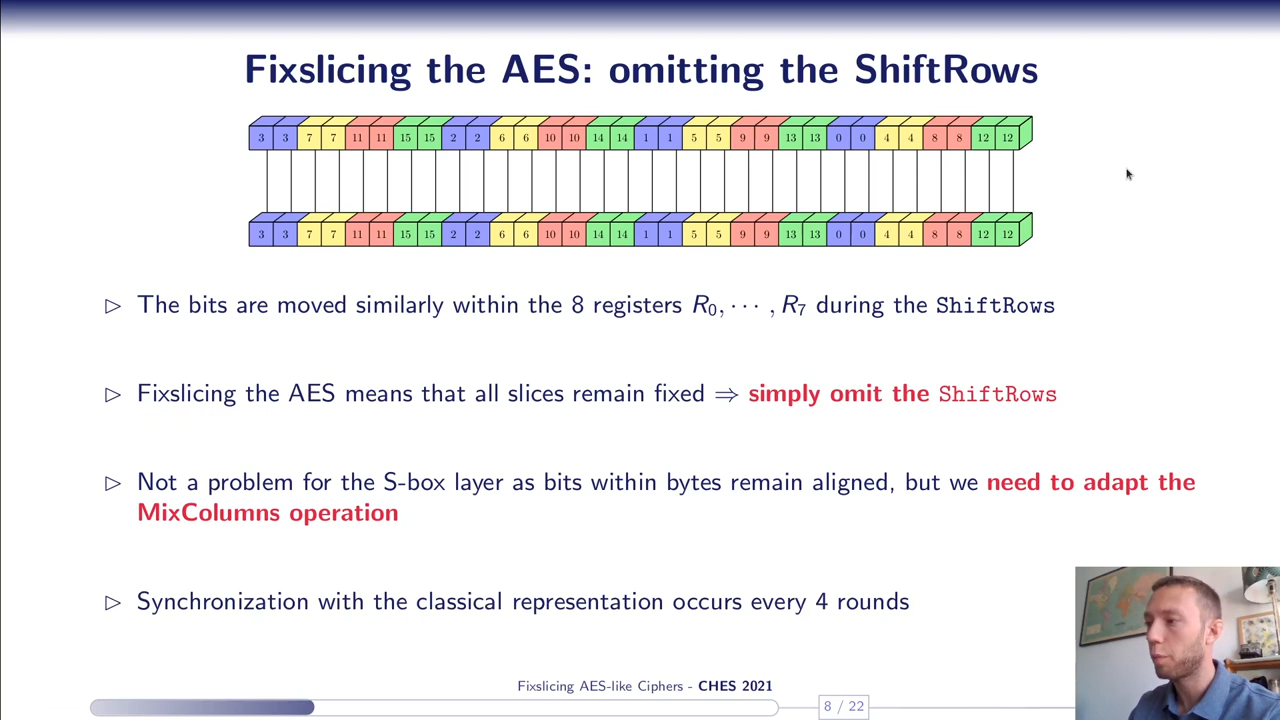 Fixslicing the AES: omitting the ShiftRows
3 3 7 7 11 11 15 15 2 2 6 6 10 10 14 14 1 1 5 5 9 9 13 13 0 0 4 4 8 8 12 12
3 3 7 7 11 11 15 15 2 2 6 6 10 10 14 14 1 1 5 5 9 9 13 13 0 0 4 4 8 8 12 12
▷ The bits are moved similarly within the 8 registers R₀, ··· , R₇ during the ShiftRows
▷ Fixslicing the AES means that all slices remain fixed ⇒ simply omit the ShiftRows
▷ Not a problem for the S-box layer as bits within bytes remain aligned, but we need to adapt the
MixColumns operation
▷ Synchronization with the classical representation occurs every 4 rounds
Fixslicing AES-like Ciphers - CHES 2021
8 / 22